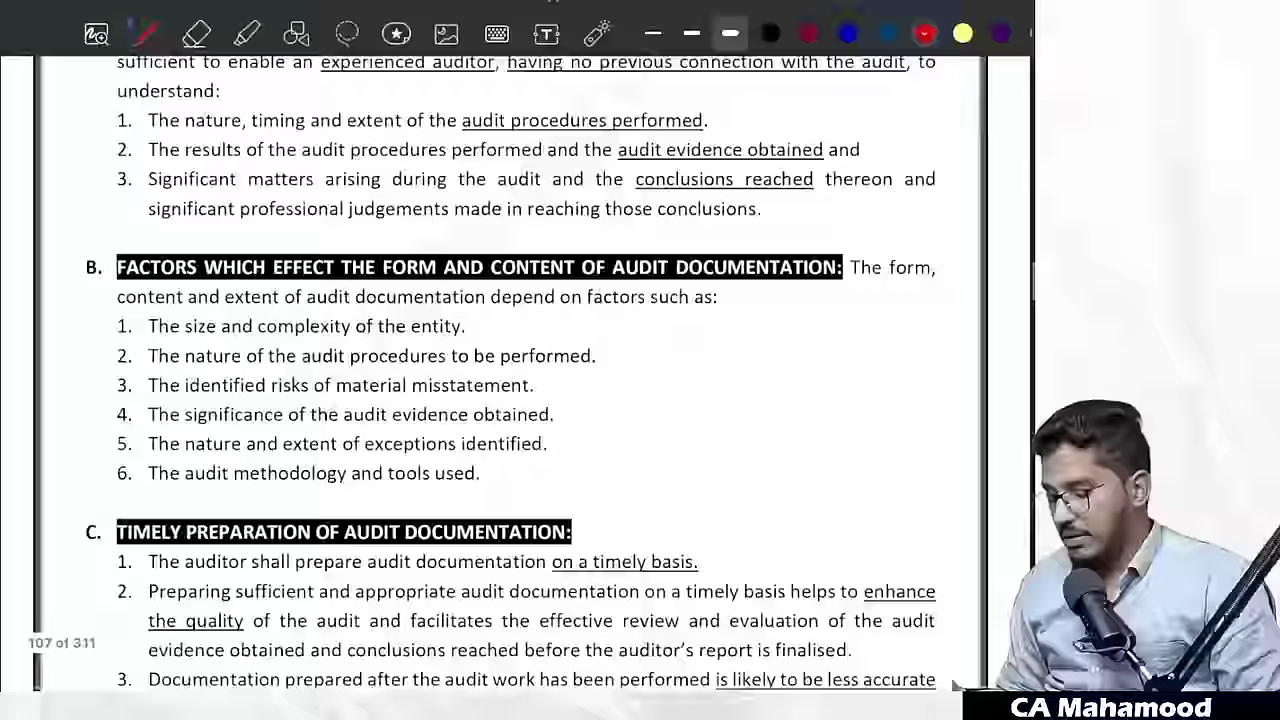 sufficient to enable an experienced auditor, having no previous connection with the audit, to
understand:
1. The nature, timing and extent of the audit procedures performed.
2. The results of the audit procedures performed and the audit evidence obtained and
3. Significant matters arising during the audit and the conclusions reached thereon and
significant professional judgements made in reaching those conclusions.
B. FACTORS WHICH EFFECT THE FORM AND CONTENT OF AUDIT DOCUMENTATION: The form,
content and extent of audit documentation depend on factors such as:
1. The size and complexity of the entity.
2. The nature of the audit procedures to be performed.
3. The identified risks of material misstatement.
4. The significance of the audit evidence obtained.
5. The nature and extent of exceptions identified.
6. The audit methodology and tools used.
C. TIMELY PREPARATION OF AUDIT DOCUMENTATION:
1. The auditor shall prepare audit documentation on a timely basis.
2. Preparing sufficient and appropriate audit documentation on a timely basis helps to enhance
the quality of the audit and facilitates the effective review and evaluation of the audit
evidence obtained and conclusions reached before the auditor's report is finalised.
3. Documentation prepared after the audit work has been performed is likely to be less accurate
107 of 311
CA Mahamood